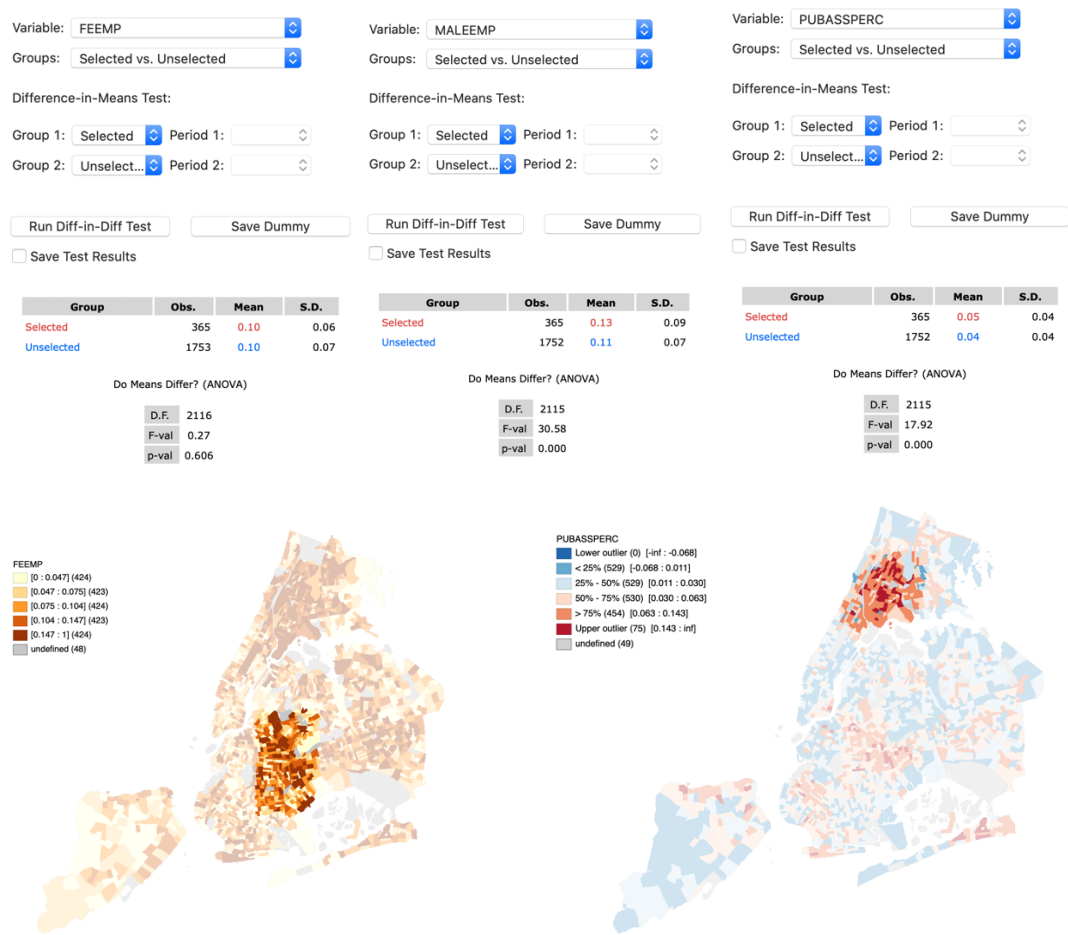 Variable: FEEMP
Groups: Selected vs. Unselected
Difference-in-Means Test:
Group 1: Selected Period 1:
Group 2: Unselect... Period 2:
Run Diff-in-Diff Test Save Dummy
Save Test Results
Group Obs. Mean S.D.
Selected 365 0.10 0.06
Unselected 1753 0.10 0.07
Do Means Differ? (ANOVA)
D.F. 2116
F-val 0.27
p-val 0.606
Variable: MALEEMP
Groups: Selected vs. Unselected
Difference-in-Means Test:
Group 1: Selected Period 1:
Group 2: Unselect... Period 2:
Run Diff-in-Diff Test Save Dummy
Save Test Results
Group Obs. Mean S.D.
Selected 365 0.13 0.09
Unselected 1752 0.11 0.07
Do Means Differ? (ANOVA)
D.F. 2115
F-val 30.58
p-val 0.000
Variable: PUBASSPERC
Groups: Selected vs. Unselected
Difference-in-Means Test:
Group 1: Selected Period 1:
Group 2: Unselect... Period 2:
Run Diff-in-Diff Test Save Dummy
Save Test Results
Group Obs. Mean S.D.
Selected 365 0.05 0.04
Unselected 1752 0.04 0.04
Do Means Differ? (ANOVA)
D.F. 2115
F-val 17.92
p-val 0.000
FEEMP
[0 : 0.047] (424)
[0.047 : 0.075] (423)
[0.075 : 0.104] (424)
[0.104 : 0.147] (423)
[0.147 : 1] (424)
undefined (48)
PUBASSPERC
Lower outlier (0) [-inf : -0.068]
< 25% (529) [-0.068 : 0.011]
25% - 50% (529) [0.011 : 0.030]
50% - 75% (530) [0.030 : 0.063]
> 75% (454) [0.063 : 0.143]
Upper outlier (75) [0.143 : inf]
undefined (49)